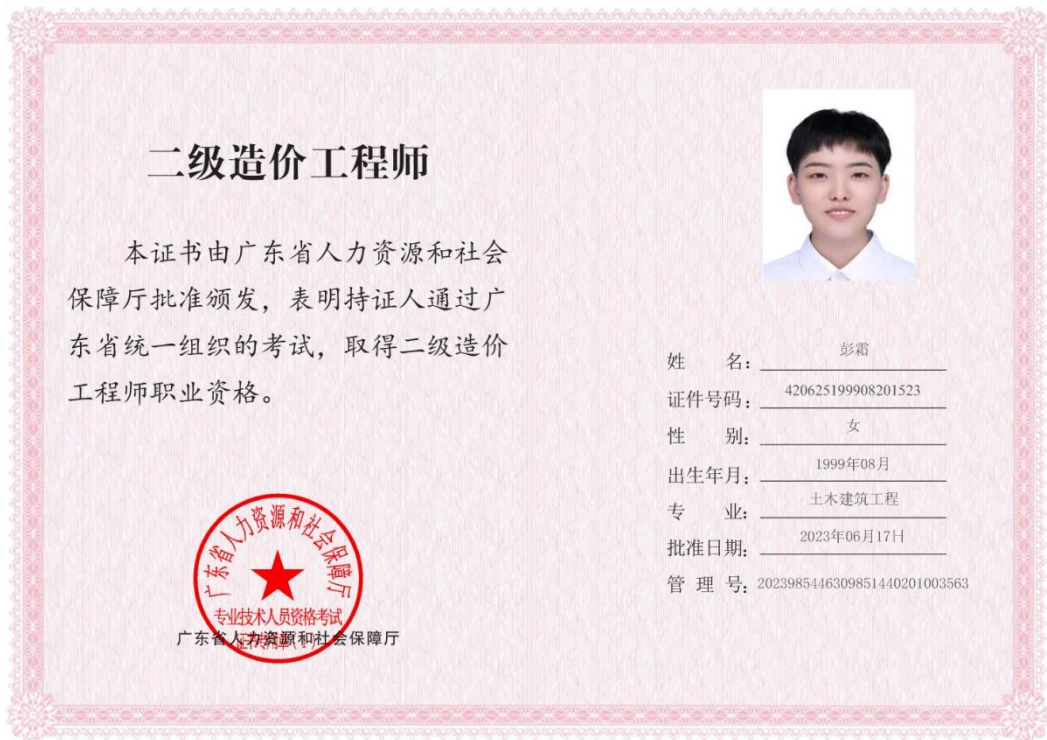 二级造价工程师
本证书由广东省人力资源和社会
保障厅批准颁发，表明持证人通过广
东省统一组织的考试，取得二级造价
工程师职业资格。
姓 名：彭霜
证件号码：420625199908201523
性 别：女
出生年月：1999年08月
专 业：土木建筑工程
批准日期：2023年06月17日
管 理 号：2023985446309851440201003563
广东省人力资源和社会保障厅
专业技术人员资格考试
广东省人力资源和社会保障厅